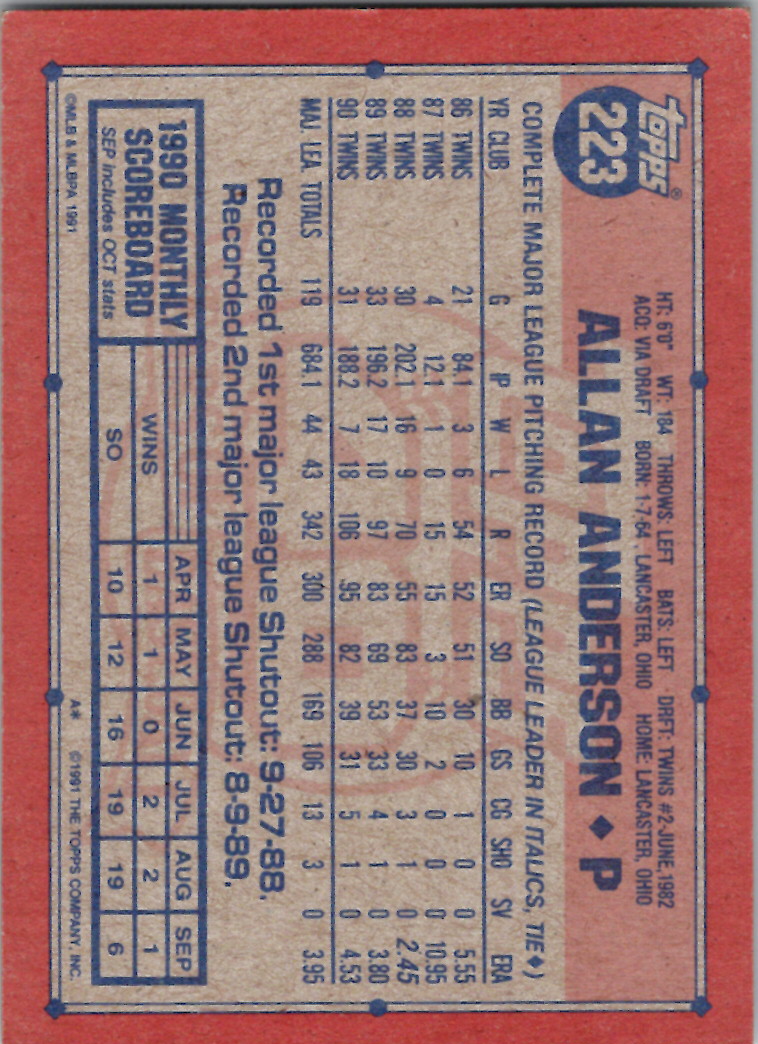 topps®
223
HT: 6'0" WT: 184 THROWS: LEFT BATS: LEFT DRFT: TWINS #2-JUNE, 1982
ACQ: VIA DRAFT BORN: 1-7-64, LANCASTER, OHIO HOME: LANCASTER, OHIO
ALLAN ANDERSON ♦ P
COMPLETE MAJOR LEAGUE PITCHING RECORD (LEAGUE LEADER IN ITALICS, TIE♦)
YR CLUB G IP W L R ER SO BB GS CG SHO SV ERA
86 TWINS 21 84.1 3 6 54 52 51 30 10 1 0 0 5.55
87 TWINS 4 12.1 1 0 15 15 3 10 2 0 0 0 10.95
88 TWINS 30 202.1 16 9 70 55 83 37 30 3 1 0 2.45
89 TWINS 33 196.2 17 10 97 83 69 53 33 4 1 0 3.80
90 TWINS 31 188.2 7 18 106 95 82 39 31 5 1 0 4.53
MAJ. LEA. TOTALS 119 684.1 44 43 342 300 288 169 106 13 3 0 3.95
Recorded 1st major league Shutout: 9-27-88.
Recorded 2nd major league Shutout: 8-9-89.
1990 MONTHLY
SCOREBOARD
SEP includes OCT stats
APR MAY JUN JUL AUG SEP
WINS 1 1 0 2 2 1
SO 10 12 16 19 19 6
©MLB & MLBPA 1991 A* ©1991 THE TOPPS COMPANY, INC.